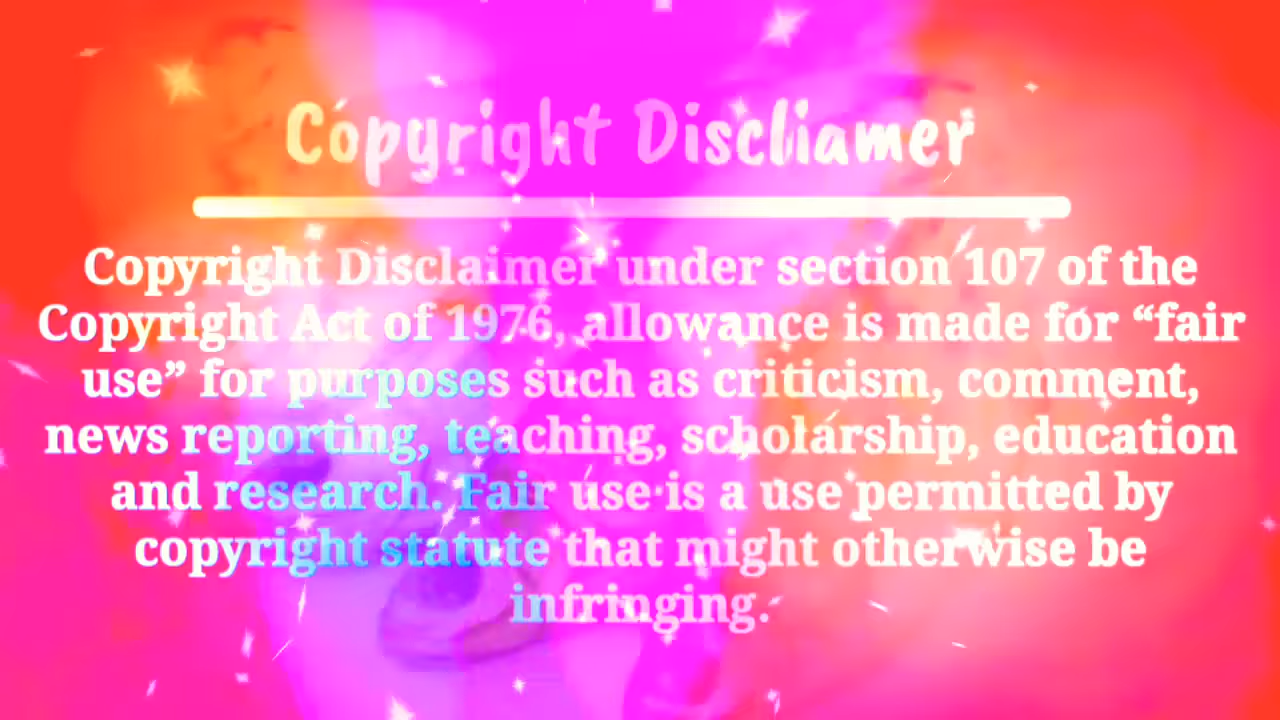 Copyright Discliamer
Copyright Disclaimer under section 107 of the
Copyright Act of 1976, allowance is made for “fair
use” for purposes such as criticism, comment,
news reporting, teaching, scholarship, education
and research. Fair use is a use permitted by
copyright statute that might otherwise be
infringing.